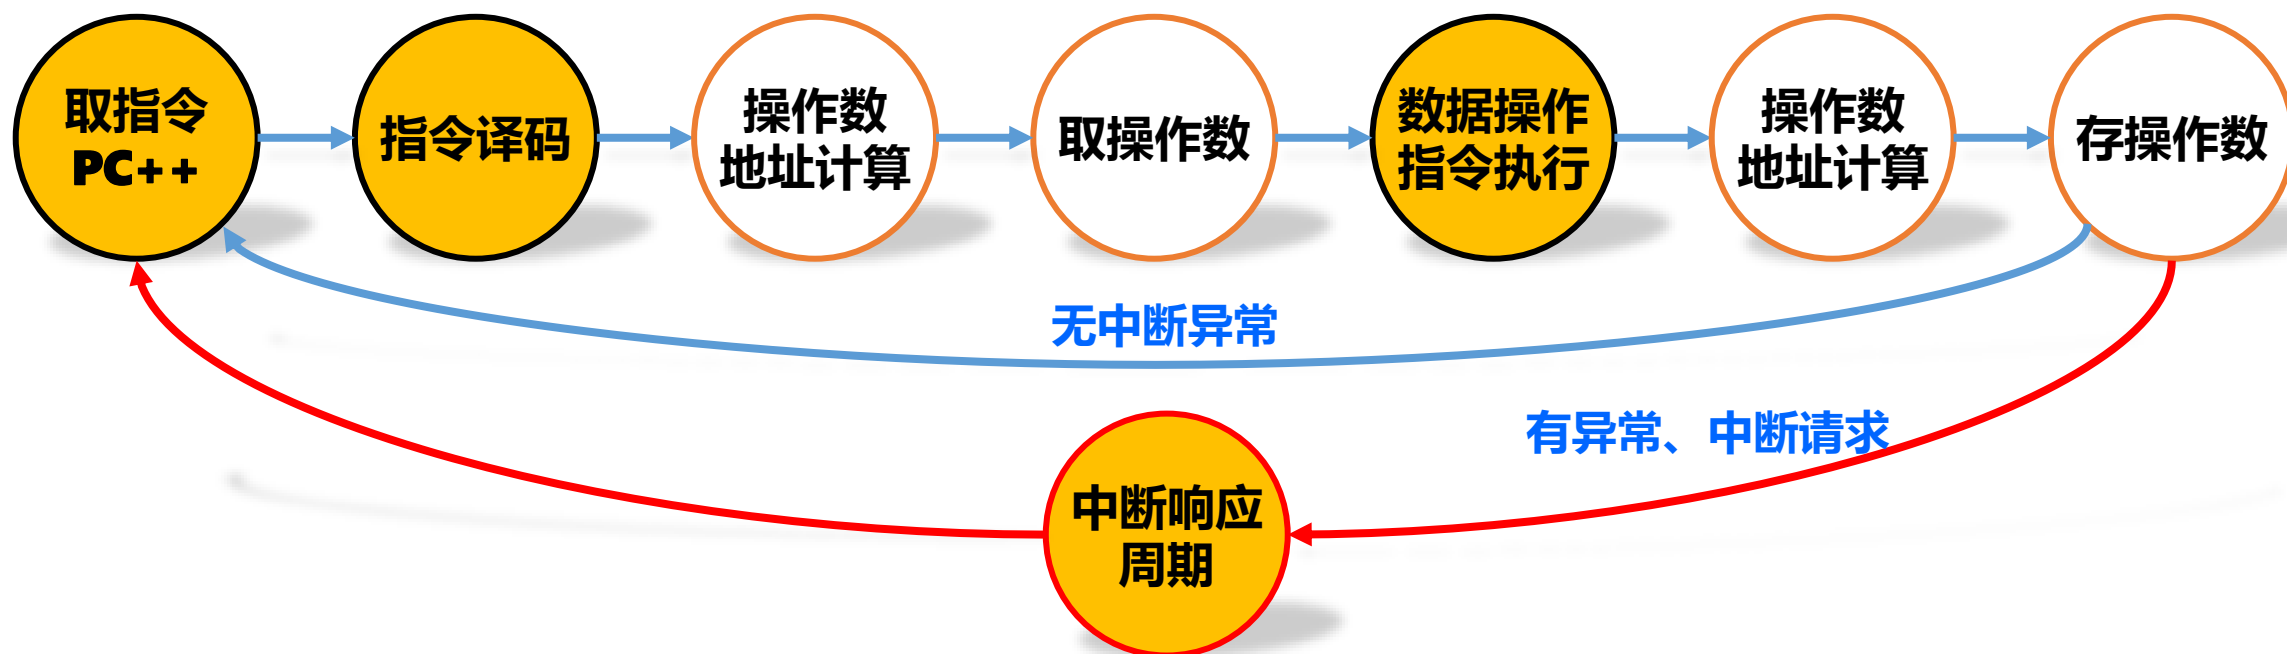 取指令
PC++
指令译码
操作数
地址计算
取操作数
数据操作
指令执行
操作数
地址计算
存操作数
无中断异常
有异常、中断请求
中断响应
周期